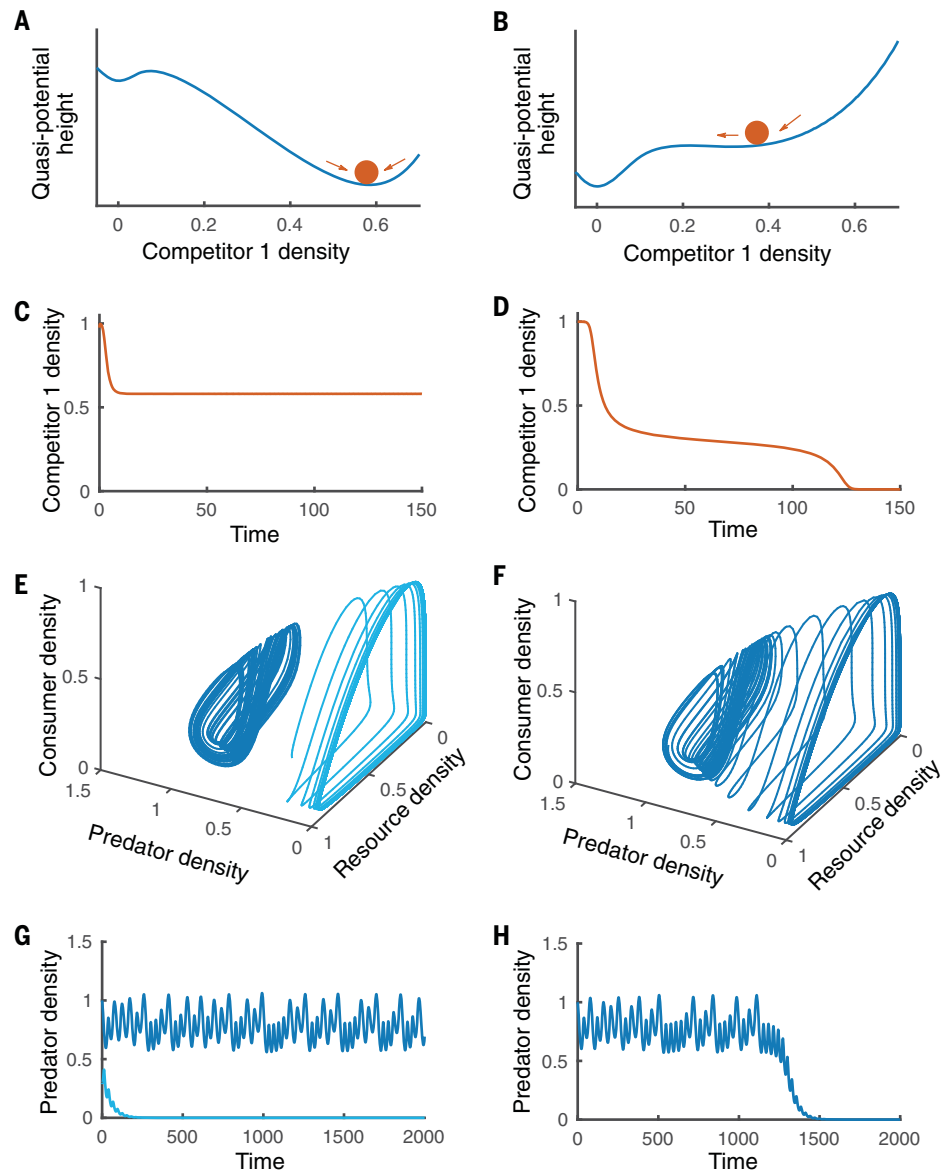 A
Quasi-potential
height
0
0.2
0.4
0.6
Competitor 1 density
B
Quasi-potential
height
0
0.2
0.4
0.6
Competitor 1 density
C
Competitor 1 density
1
0.5
0
0
50
100
150
Time
D
Competitor 1 density
1
0.5
0
0
50
100
150
Time
E
Consumer density
1
0.5
0
1.5
1
0.5
0
Predator density
1
0.5
0
Resource density
F
Consumer density
1
0.5
0
1.5
1
0.5
0
Predator density
1
0.5
0
Resource density
G
Predator density
1.5
1
0.5
0
0
500
1000
1500
2000
Time
H
Predator density
1.5
1
0.5
0
0
500
1000
1500
2000
Time